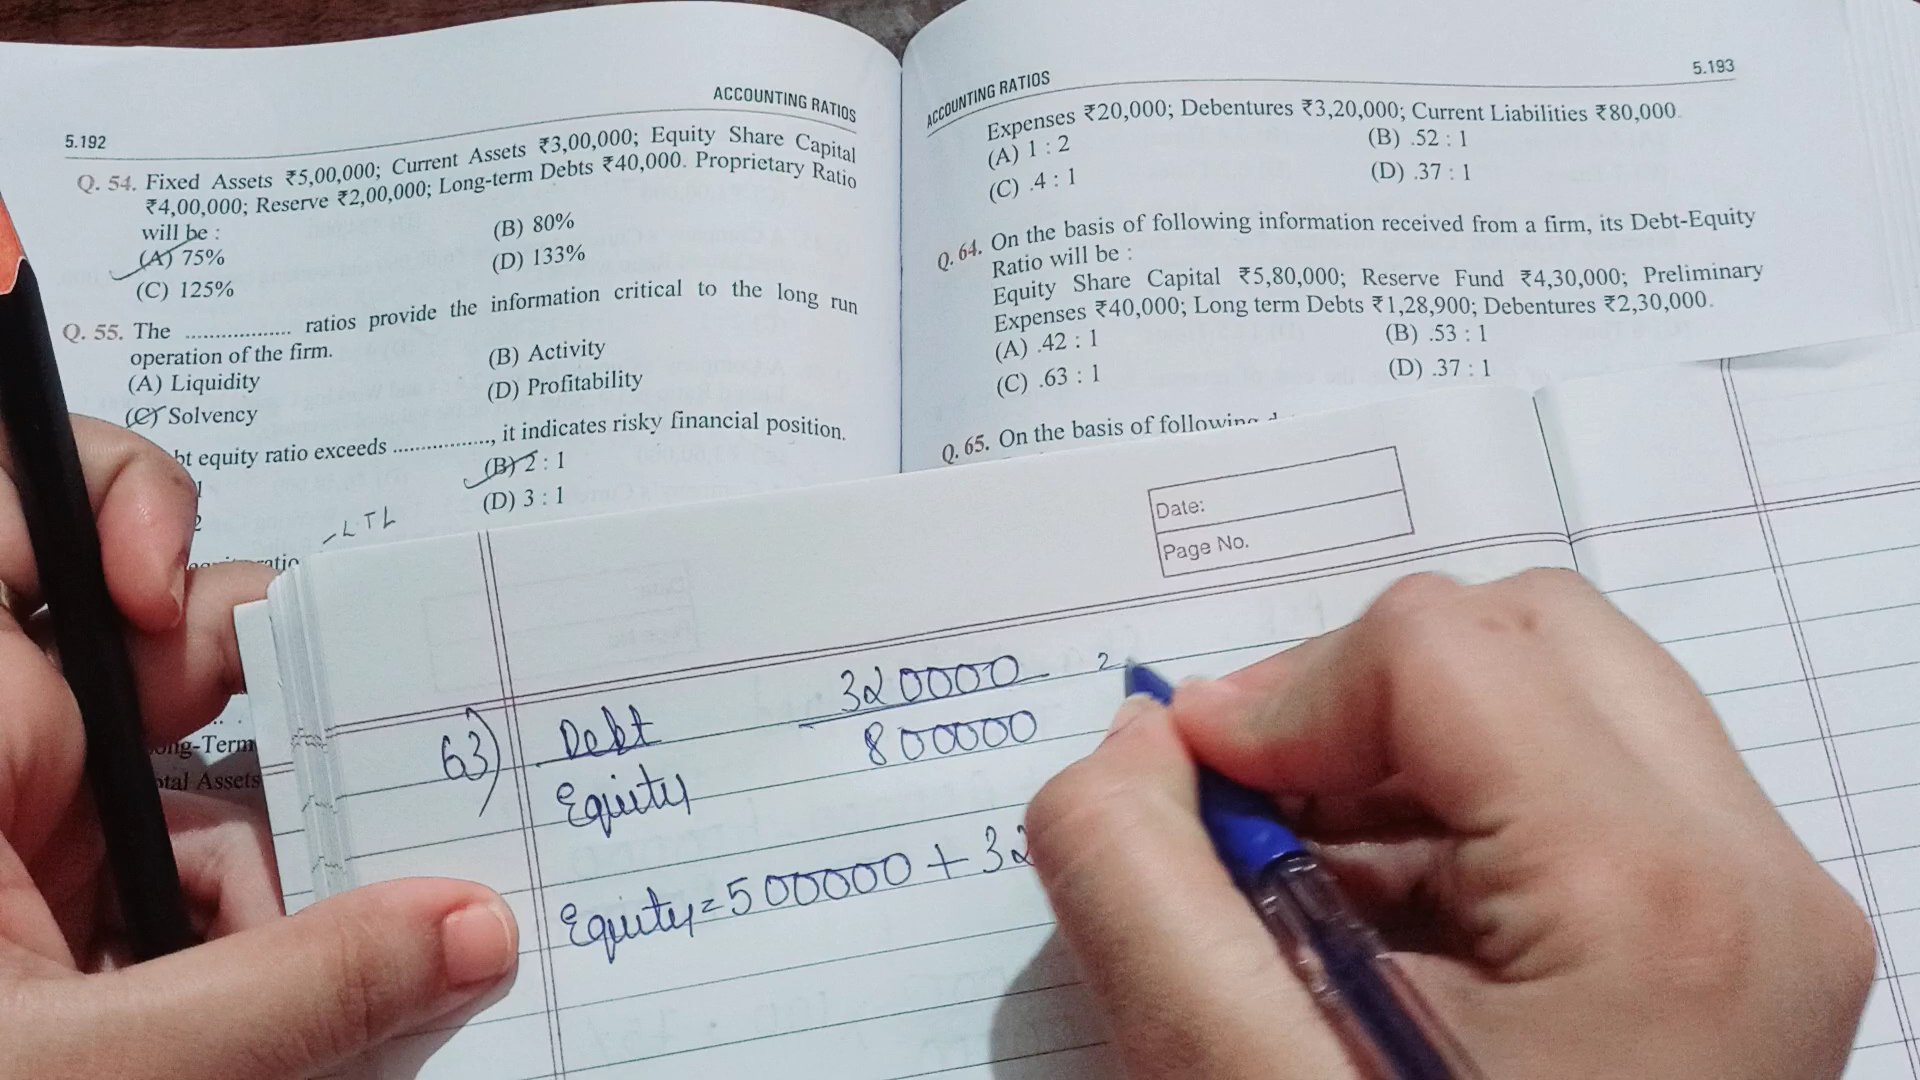 5.192
ACCOUNTING RATIOS
Q. 54. Fixed Assets ₹5,00,000; Current Assets ₹3,00,000; Equity Share Capital
₹4,00,000; Reserve ₹2,00,000; Long-term Debts ₹40,000. Proprietary Ratio
will be :
(A) 75%
(B) 80%
(C) 125%
(D) 133%
Q. 55. The .................. ratios provide the information critical to the long run
operation of the firm.
(A) Liquidity
(B) Activity
(C) Solvency
(D) Profitability
bt equity ratio exceeds .................., it indicates risky financial position.
(B) 2 : 1
(D) 3 : 1
-LTL
ong-Term
otal Assets
ACCOUNTING RATIOS
5.193
Expenses ₹20,000; Debentures ₹3,20,000; Current Liabilities ₹80,000.
(A) 1 : 2
(B) .52 : 1
(C) .4 : 1
(D) .37 : 1
Q. 64. On the basis of following information received from a firm, its Debt-Equity
Ratio will be :
Equity Share Capital ₹5,80,000; Reserve Fund ₹4,30,000; Preliminary
Expenses ₹40,000; Long term Debts ₹1,28,900; Debentures ₹2,30,000.
(A) .42 : 1
(B) .53 : 1
(C) .63 : 1
(D) .37 : 1
Q. 65. On the basis of following
Date:
Page No.
63) Debt 320000
Equity 800000
Equity = 500000 + 32